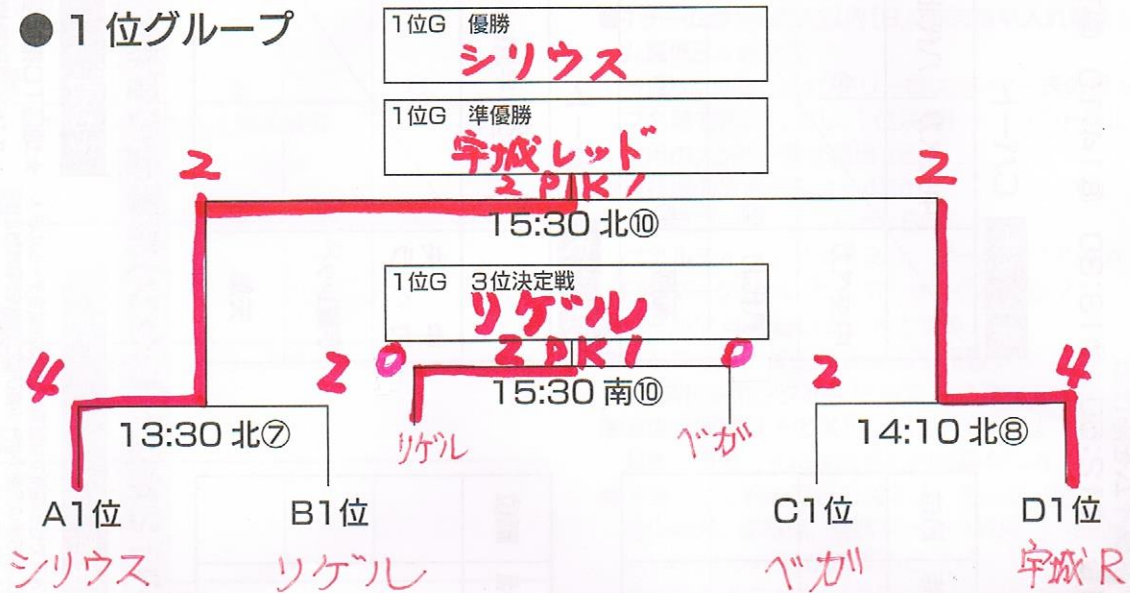 ●1位グループ
1位G 優勝
シリウス
1位G 準優勝
宇城レッド
2 PK 1
2
2
15:30 北⑩
1位G 3位決定戦
リゲル
2 PK 1
4
2
0
0
2
4
13:30 北⑦
15:30 南⑩
14:10 北⑧
リゲル
ベガ
A1位
B1位
C1位
D1位
シリウス
リゲル
ベガ
宇城R